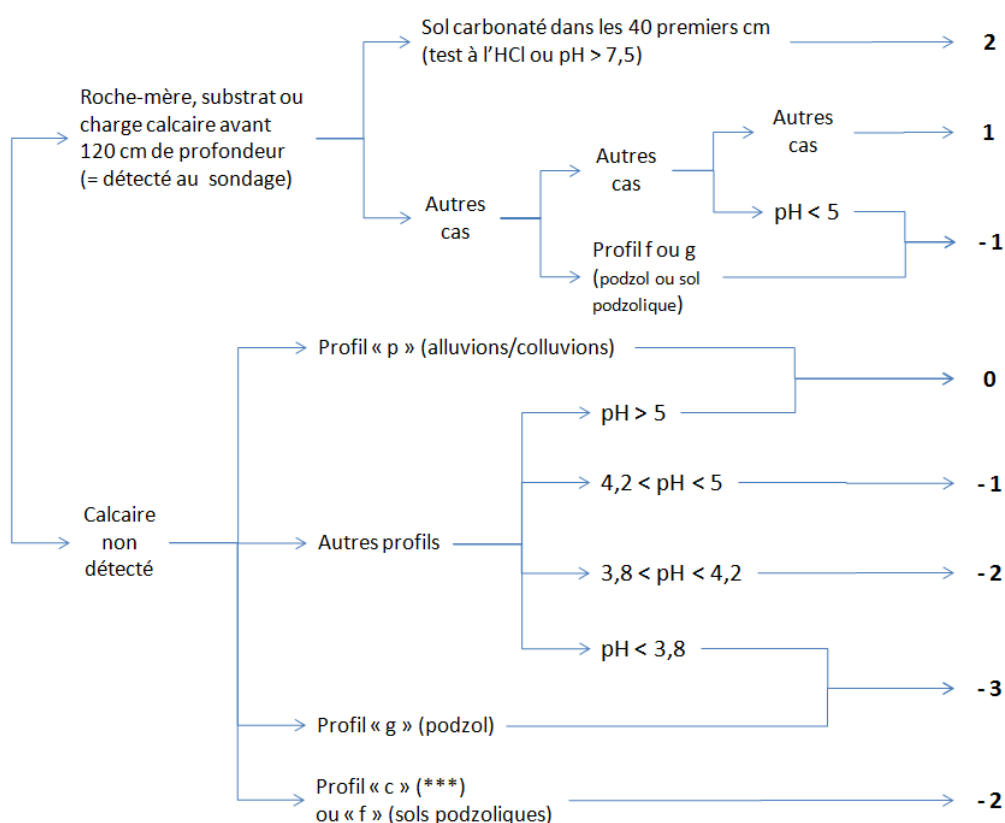 Sol carbonaté dans les 40 premiers cm
(test à l’HCl ou pH > 7,5)
2
Roche-mère, substrat ou
charge calcaire avant
120 cm de profondeur
(= détecté au sondage)
Autres
cas
1
Autres
cas
Autres
cas
pH < 5
- 1
Profil f ou g
(podzol ou sol
podzolique)
Profil « p » (alluvions/colluvions)
0
pH > 5
4,2 < pH < 5
- 1
Calcaire
non
détecté
Autres profils
3,8 < pH < 4,2
- 2
pH < 3,8
- 3
Profil « g » (podzol)
Profil « c » (***)
ou « f » (sols podzoliques)
- 2